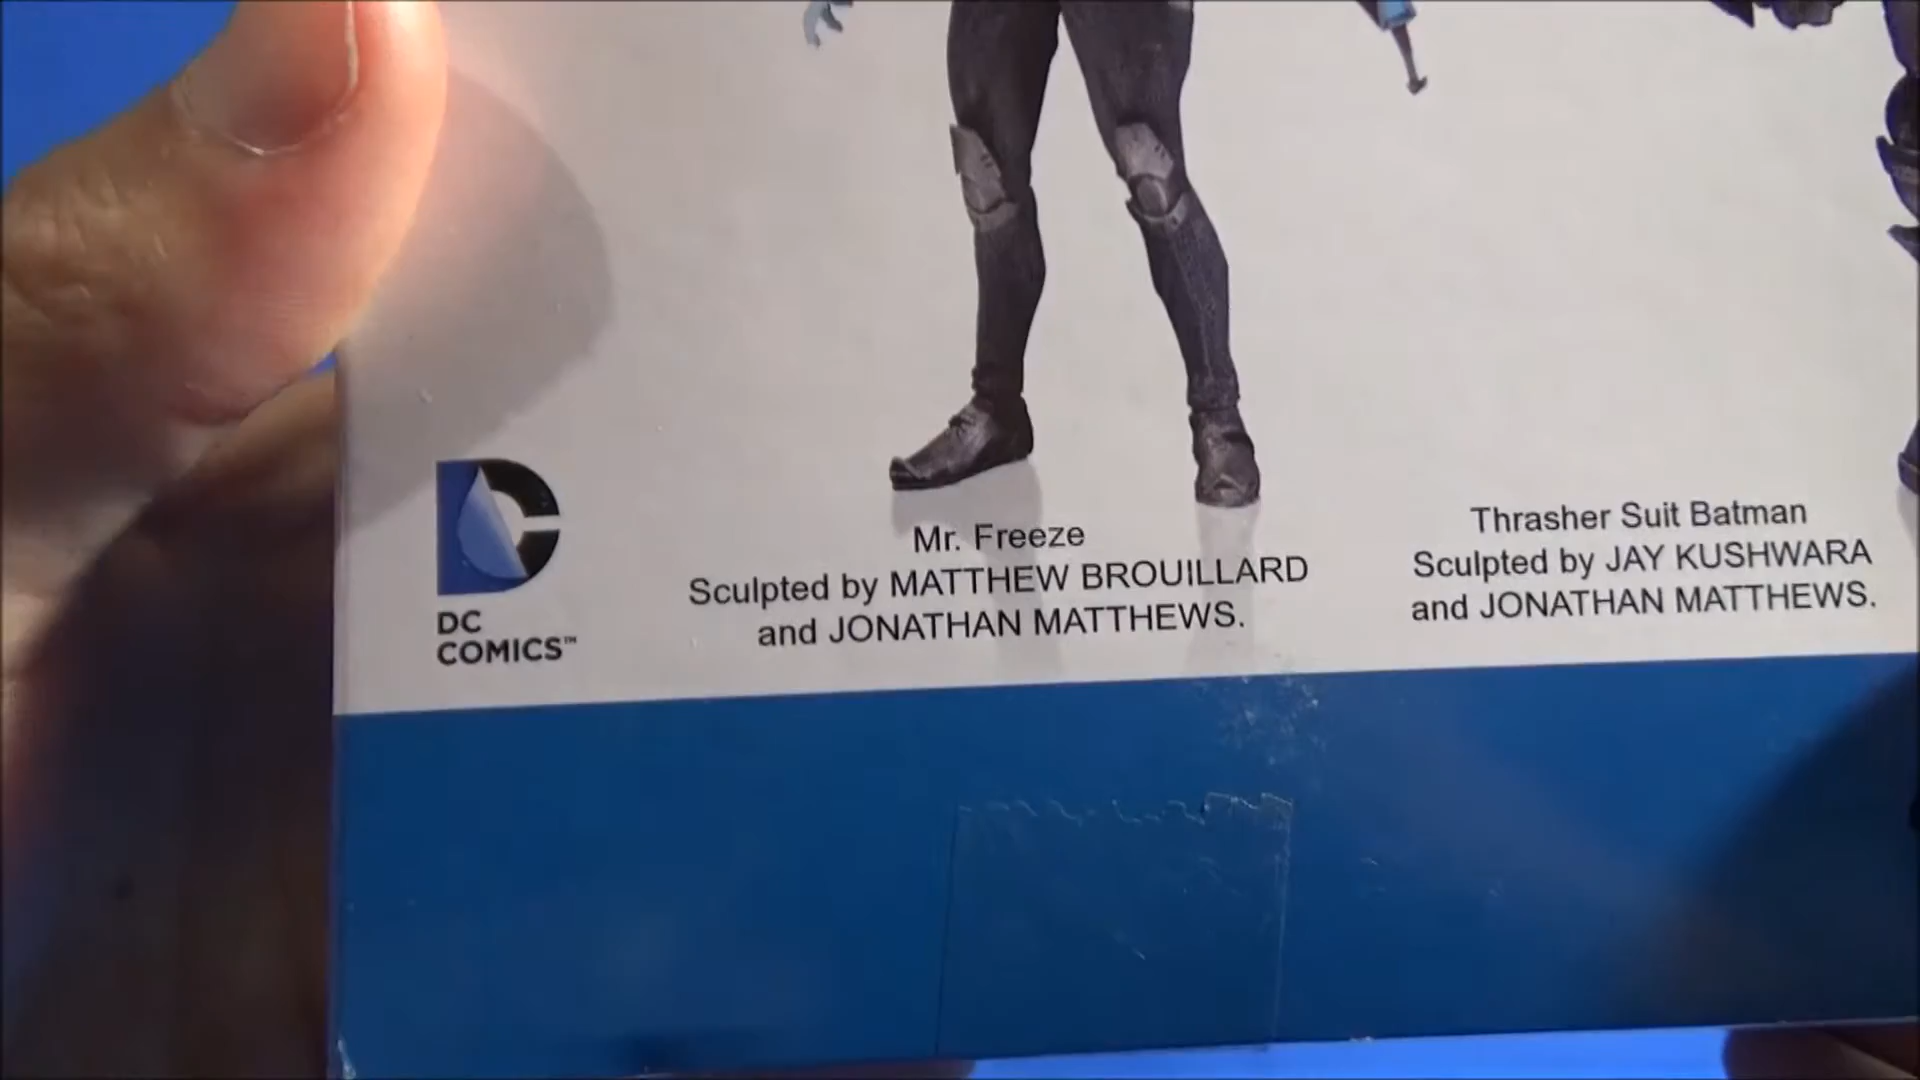 DC
COMICS™
Mr. Freeze
Sculpted by MATTHEW BROUILLARD
and JONATHAN MATTHEWS.
Thrasher Suit Batman
Sculpted by JAY KUSHWARA
and JONATHAN MATTHEWS.